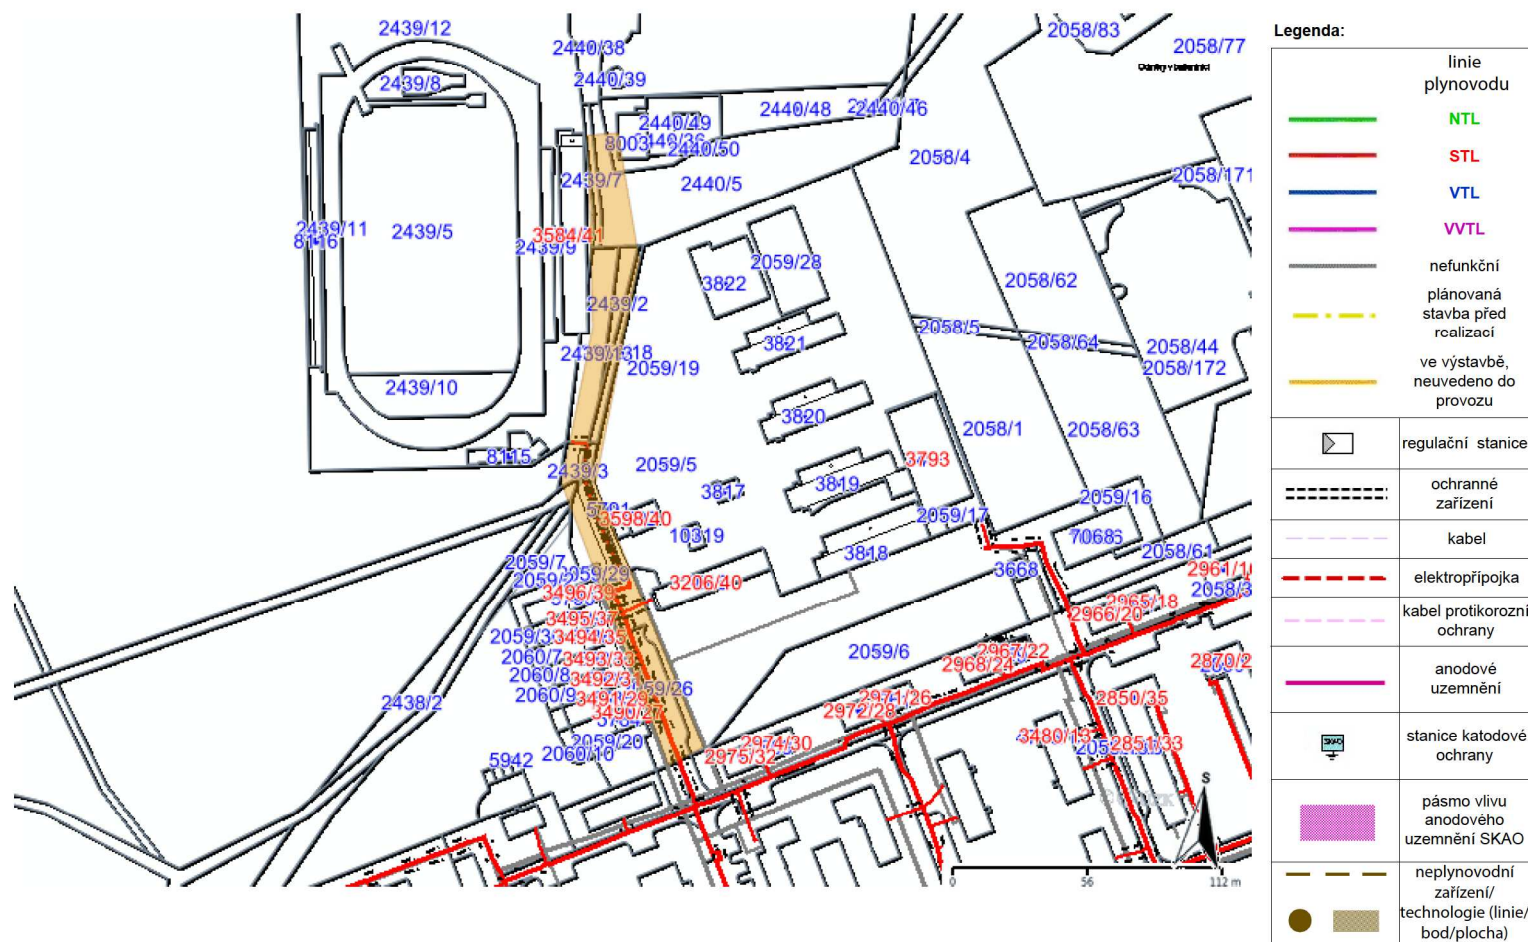 2439/12
2440/38
2058/83
2058/77
2440/39
2439/8
2440/48
2440/46
2440/49
8003
2440/50
2058/4
2439/7
2440/5
2058/171
2439/11
8116
2439/5
3584/41
2439/9
2059/28
3822
2058/62
2439/2
2058/5
2058/64
2058/44
3821
2439/13
2059/19
2058/172
2439/10
3820
2058/1
2058/63
8115
2439/3
2059/5
3793
3817
3819
2059/16
3598/40
2059/17
10319
3818
2058/61
2059/7
2059/29
3206/40
3668
2961/1
2058/3
3496/39
2965/18
2966/20
3495/37
3494/35
2059/6
2967/22
2968/24
2060/7
3493/33
2060/8
2870/2
2060/9
3491/29
3490/27
2438/2
2971/26
2972/28
2850/35
2059/20
2060/10
2974/30
2975/32
3480/13
2851/33
5942
S
0
56
112 m
Legenda:
linie
plynovodu
NTL
STL
VTL
VVTL
nefunkční
plánovaná
stavba před
realizací
ve výstavbě,
neuvedeno do
provozu
regulační stanice
ochranné
zařízení
kabel
elektropřípojka
kabel protikorozní
ochrany
anodové
uzemnění
SKAO
stanice katodové
ochrany
pásmo vlivu
anodového
uzemnění SKAO
neplynovodní
zařízení/
technologie (linie/
bod/plocha)